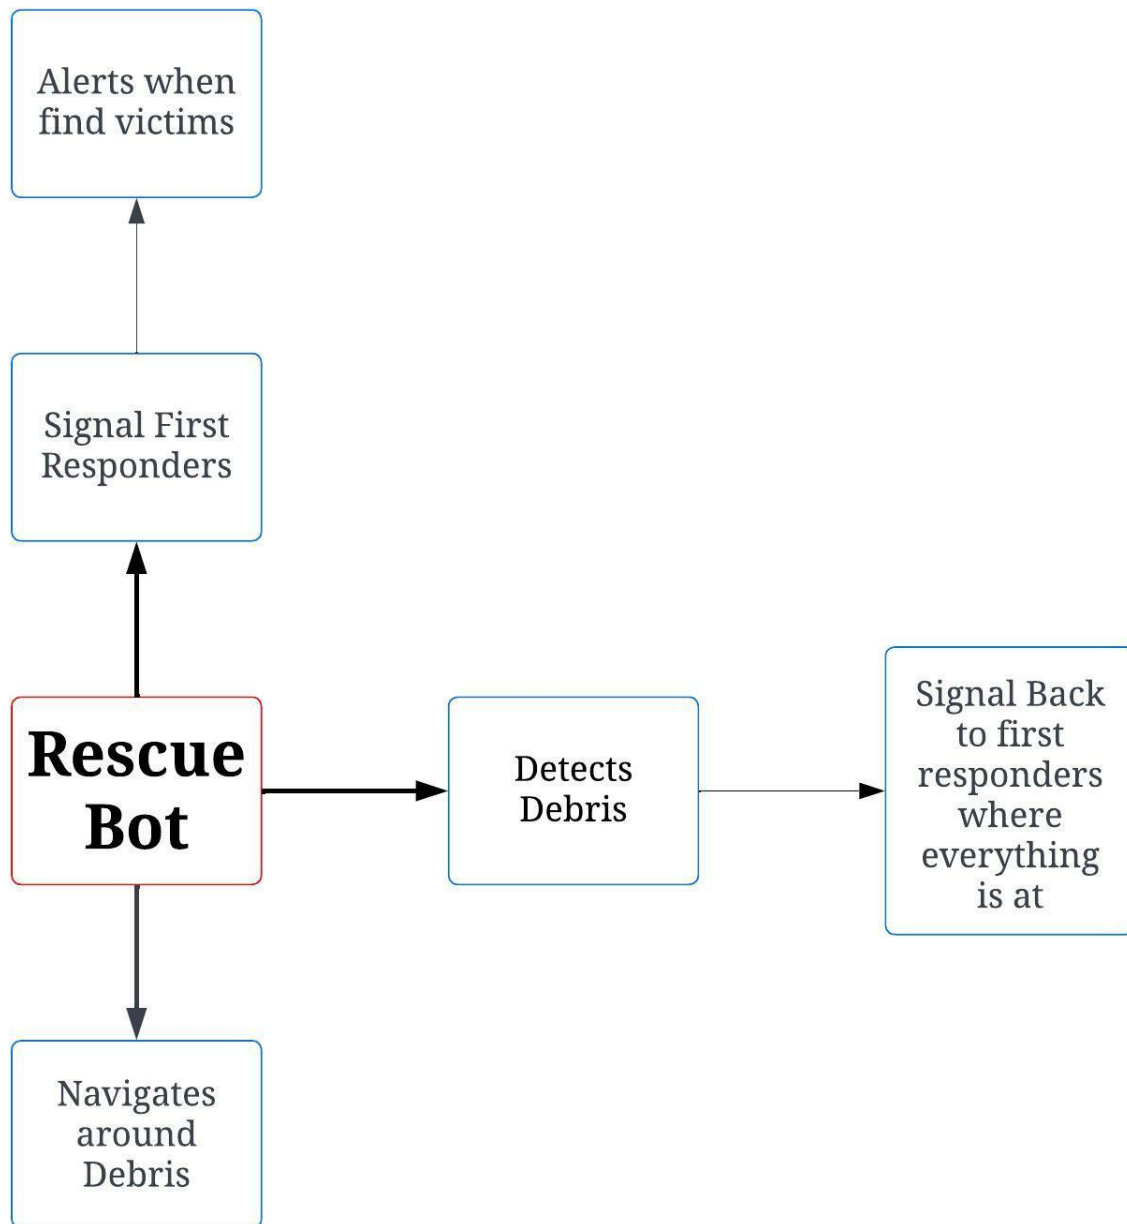 Alerts when
find victims
Signal First
Responders
Rescue
Bot
Detects
Debris
Signal Back
to first
responders
where
everything
is at
Navigates
around
Debris